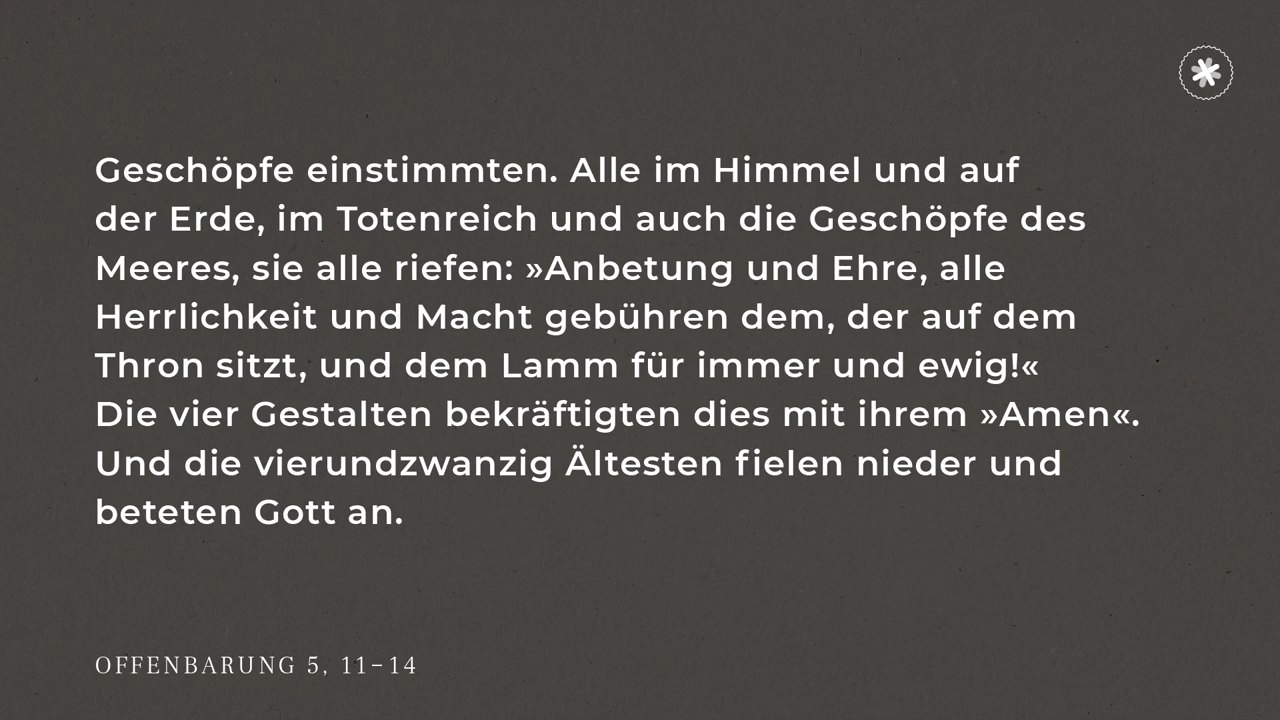 Geschöpfe einstimmten. Alle im Himmel und auf
der Erde, im Totenreich und auch die Geschöpfe des
Meeres, sie alle riefen: »Anbetung und Ehre, alle
Herrlichkeit und Macht gebühren dem, der auf dem
Thron sitzt, und dem Lamm für immer und ewig!«
Die vier Gestalten bekräftigten dies mit ihrem »Amen«.
Und die vierundzwanzig Ältesten fielen nieder und
beteten Gott an.
OFFENBARUNG 5, 11–14